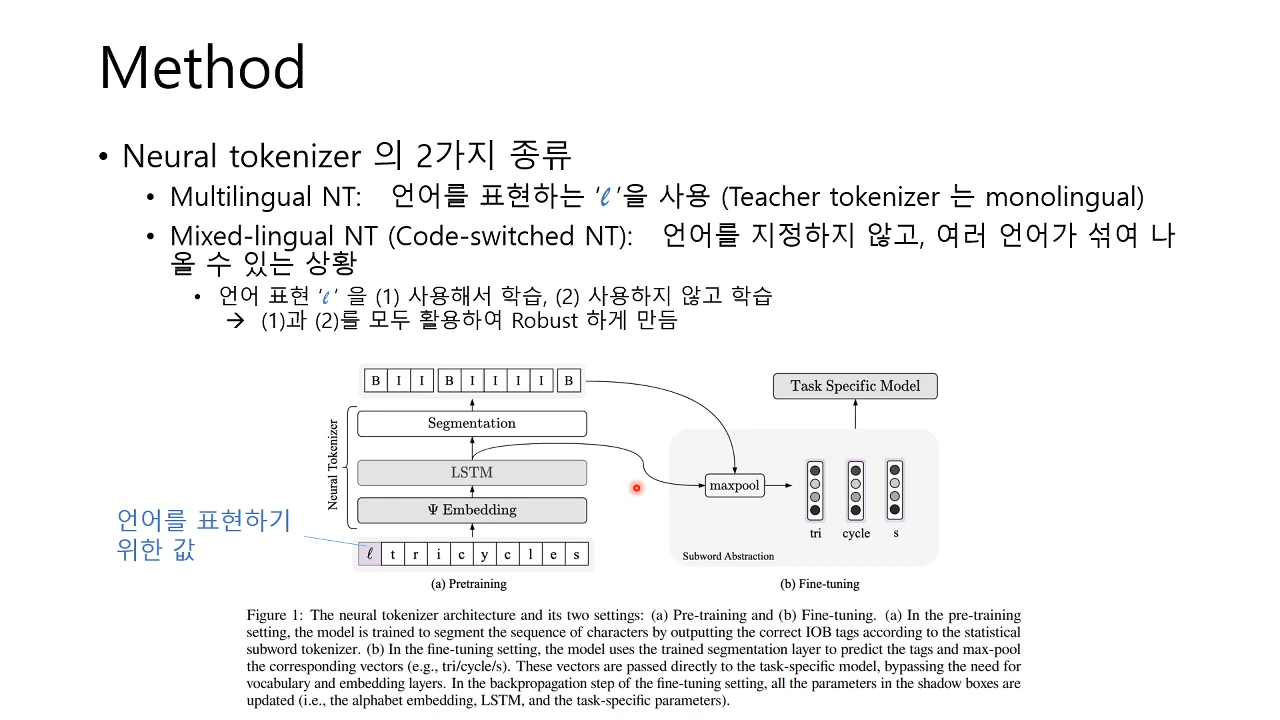 Method
• Neural tokenizer 의 2가지 종류
• Multilingual NT: 언어를 표현하는 ‘ℓ’을 사용 (Teacher tokenizer 는 monolingual)
• Mixed-lingual NT (Code-switched NT): 언어를 지정하지 않고, 여러 언어가 섞여 나
올 수 있는 상황
• 언어 표현 ‘ℓ’ 을 (1) 사용해서 학습, (2) 사용하지 않고 학습
→ (1)과 (2)를 모두 활용하여 Robust 하게 만듬
B I I B I I I I B
Segmentation
LSTM
Ψ Embedding
Neural Tokenizer
ℓ t r i c y c l e s
(a) Pretraining
언어를 표현하기
위한 값
Task Specific Model
maxpool
tri cycle s
Subword Abstraction
(b) Fine-tuning
Figure 1: The neural tokenizer architecture and its two settings: (a) Pre-training and (b) Fine-tuning. (a) In the pre-training
setting, the model is trained to segment the sequence of characters by outputting the correct IOB tags according to the statistical
subword tokenizer. (b) In the fine-tuning setting, the model uses the trained segmentation layer to predict the tags and max-pool
the corresponding vectors (e.g., tri/cycle/s). These vectors are passed directly to the task-specific model, bypassing the need for
vocabulary and embedding layers. In the backpropagation step of the fine-tuning setting, all the parameters in the shadow boxes are
updated (i.e., the alphabet embedding, LSTM, and the task-specific parameters).